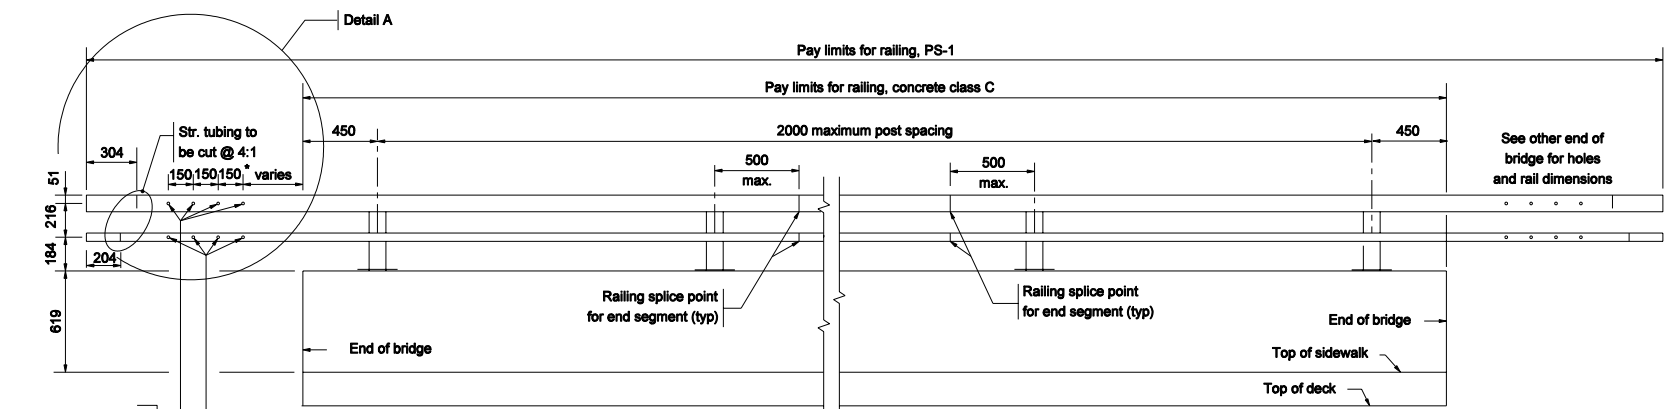 Detail A
Pay limits for railing, PS-1
Pay limits for railing, concrete class C
Str. tubing to
be cut @ 4:1
450
2000 maximum post spacing
450
See other end of
bridge for holes
and rail dimensions
304
500
max.
500
max.
150 150 150 * varies
51
216
184
204
619
Railing splice point
for end segment (typ)
Railing splice point
for end segment (typ)
End of bridge
End of bridge
Top of sidewalk
Top of deck